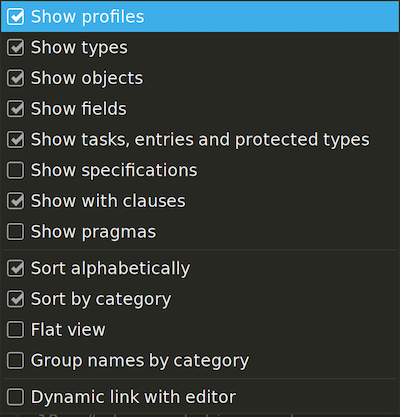 Show profiles
Show types
Show objects
Show fields
Show tasks, entries and protected types
Show specifications
Show with clauses
Show pragmas
Sort alphabetically
Sort by category
Flat view
Group names by category
Dynamic link with editor